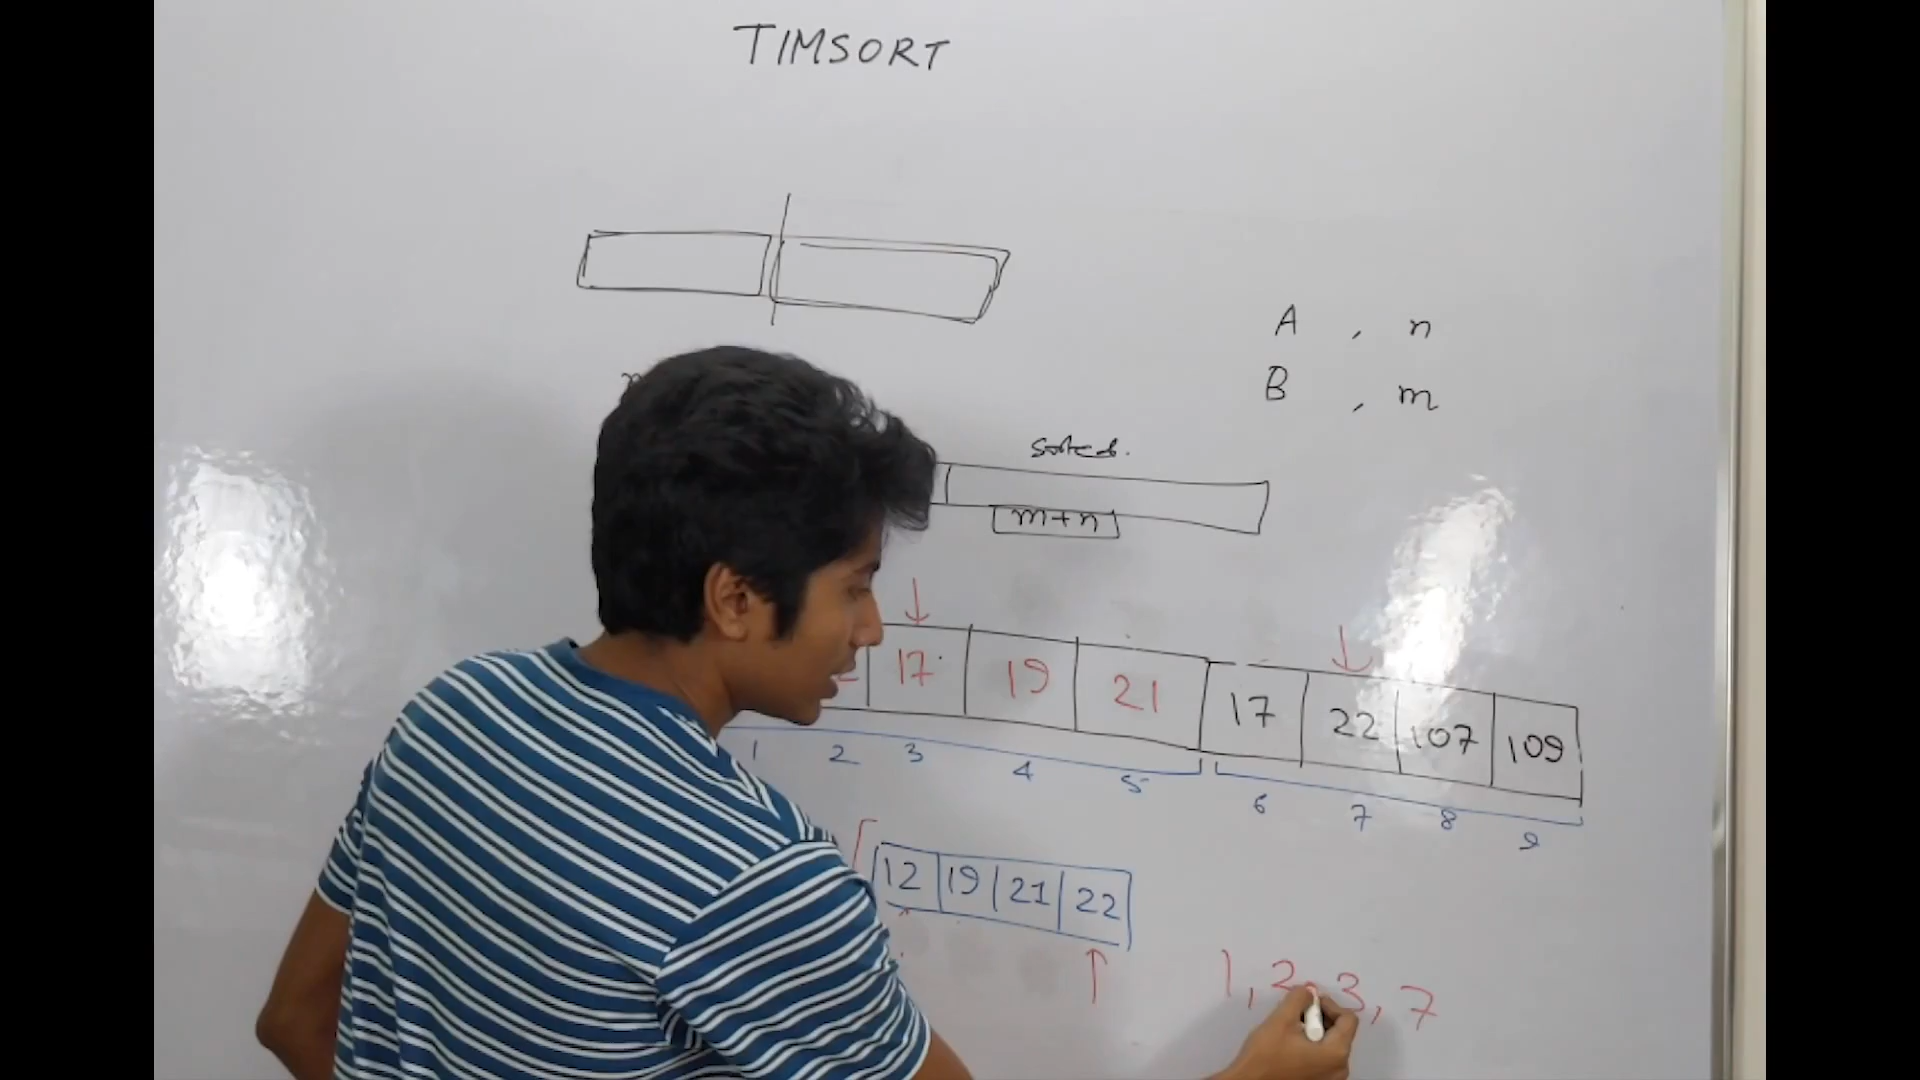 TIMSORT
A , n
B , m
sorted.
m+n
17 19 21 17 22 107 109
1 2 3 4 5 6 7 8 9
12 19 21 22
1, 2, 3, 7